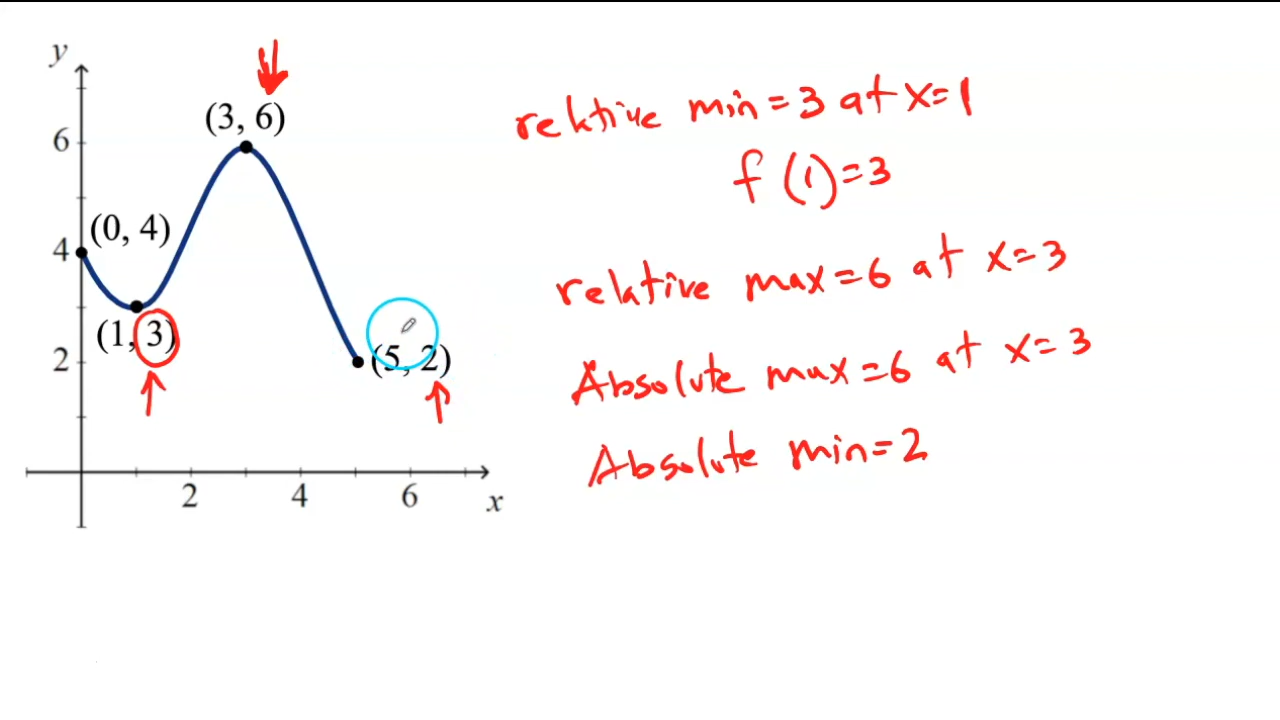 y
(3, 6)
6
(0, 4)
4
(1, 3)
2
(5, 2)
2
4
6
x
relative min = 3 at x=1
f(1)=3
relative max = 6 at x=3
Absolute max = 6 at x=3
Absolute min = 2